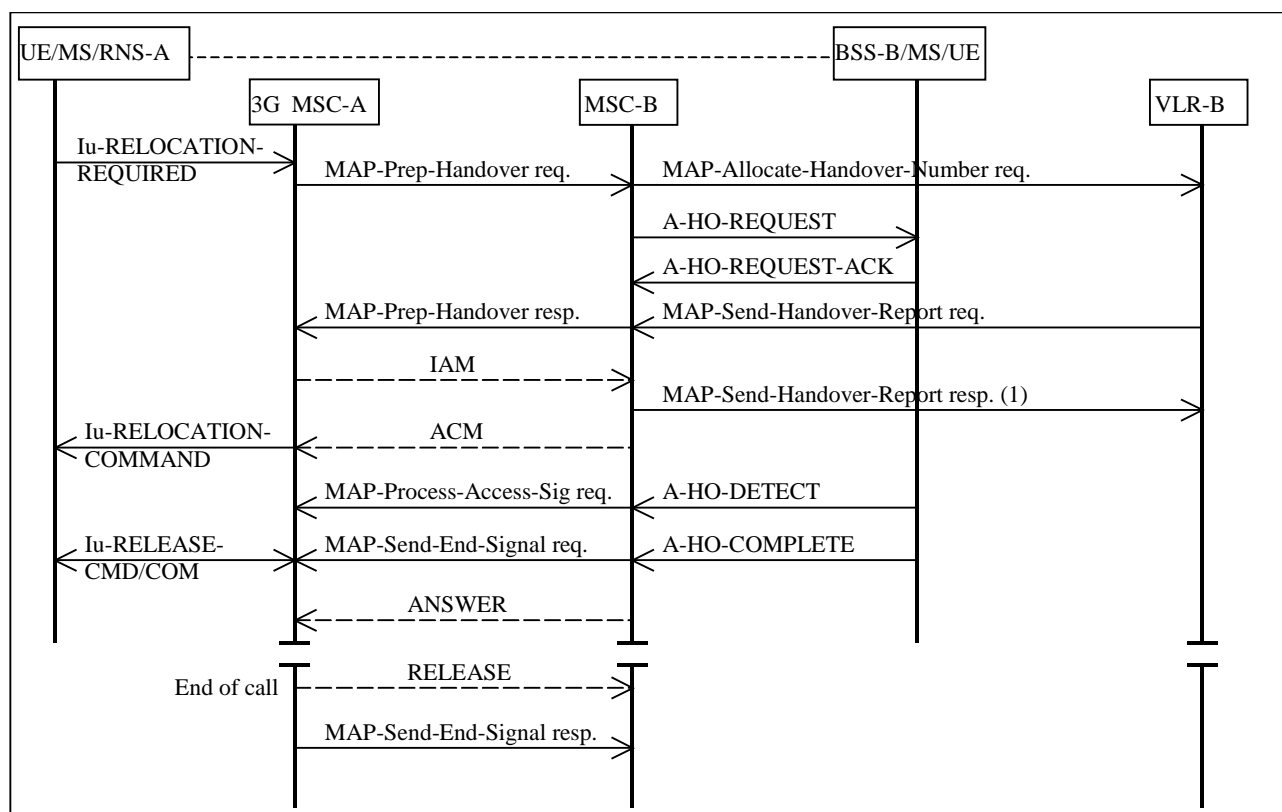 UE/MS/RNS-A
BSS-B/MS/UE
3G MSC-A
MSC-B
VLR-B
Iu-RELOCATION-
REQUIRED
MAP-Prep-Handover req.
MAP-Allocate-Handover-Number req.
A-HO-REQUEST
A-HO-REQUEST-ACK
MAP-Prep-Handover resp.
MAP-Send-Handover-Report req.
IAM
MAP-Send-Handover-Report resp. (1)
Iu-RELOCATION-
COMMAND
ACM
MAP-Process-Access-Sig req.
A-HO-DETECT
Iu-RELEASE-
CMD/COM
MAP-Send-End-Signal req.
A-HO-COMPLETE
ANSWER
End of call
RELEASE
MAP-Send-End-Signal resp.